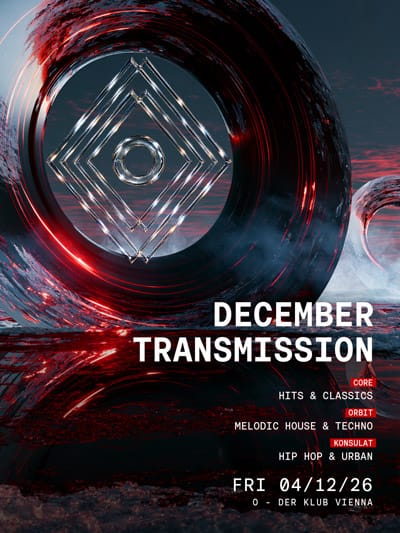 DECEMBER
TRANSMISSION
CORE
HITS & CLASSICS
ORBIT
MELODIC HOUSE & TECHNO
KONSULAT
HIP HOP & URBAN
FRI 04/12/26
O - DER KLUB VIENNA